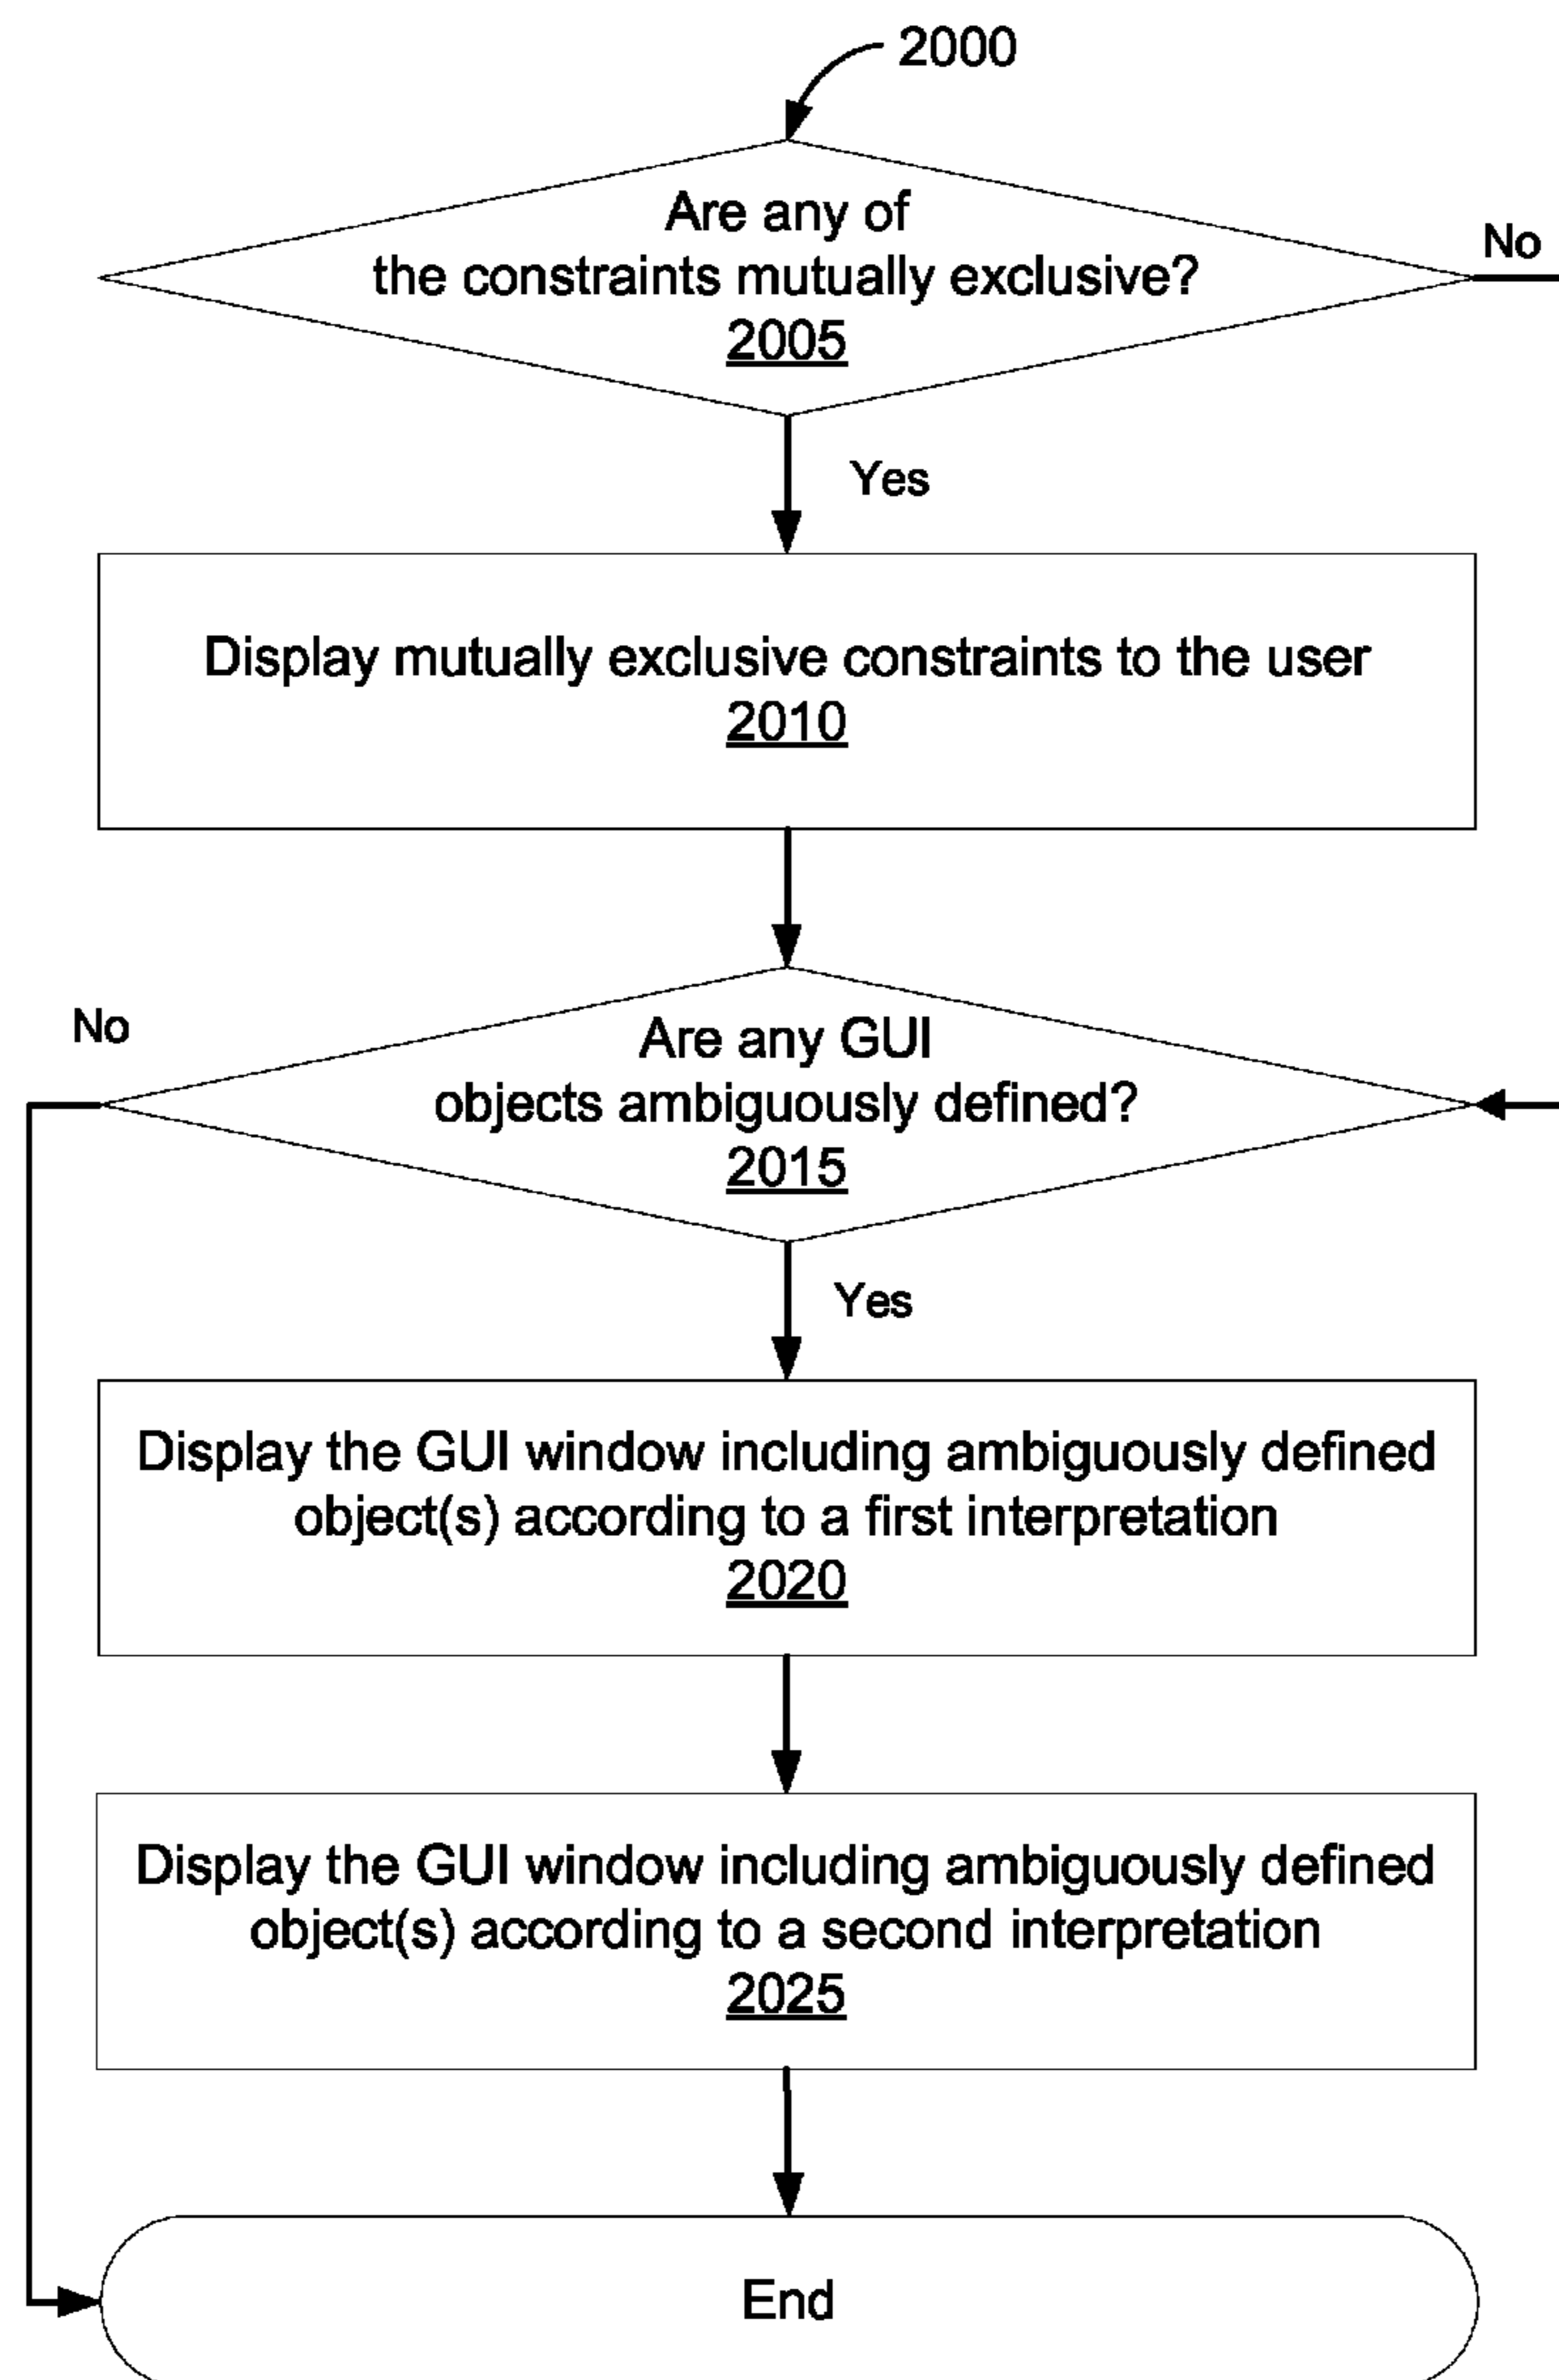 2000
Are any of
the constraints mutually exclusive?
2005
No
Yes
Display mutually exclusive constraints to the user
2010
No
Are any GUI
objects ambiguously defined?
2015
Yes
Display the GUI window including ambiguously defined
object(s) according to a first interpretation
2020
Display the GUI window including ambiguously defined
object(s) according to a second interpretation
2025
End